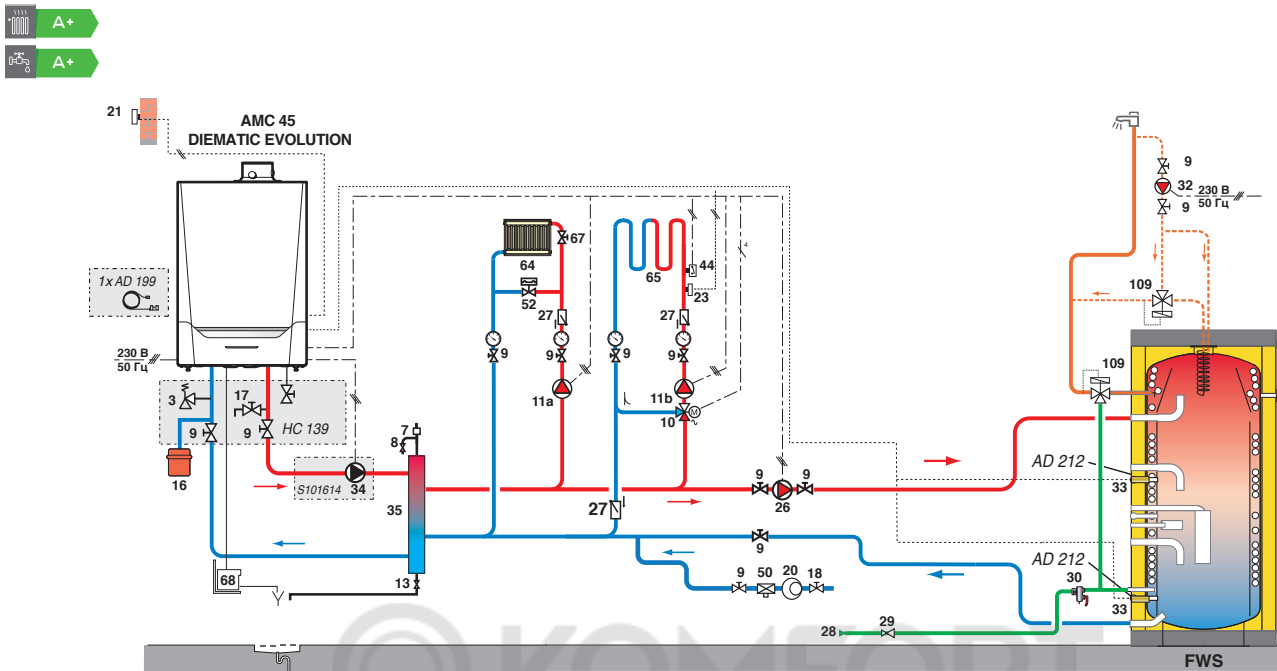 A+
A+
21
AMC 45
DIEMATIC EVOLUTION
1x AD 199
230 В
50 Гц
3
17
9
9
HC 139
16
7
8
S101614
34
35
13
68
64
67
52
27
9
9
11a
65
44
23
27
9
9
11b
10
M
4
27
9
26
9
9
9
50
20
18
9
32
230 В
50 Гц
9
109
109
AD 212
33
AD 212
33
30
28
29
KOMFORT
FWS